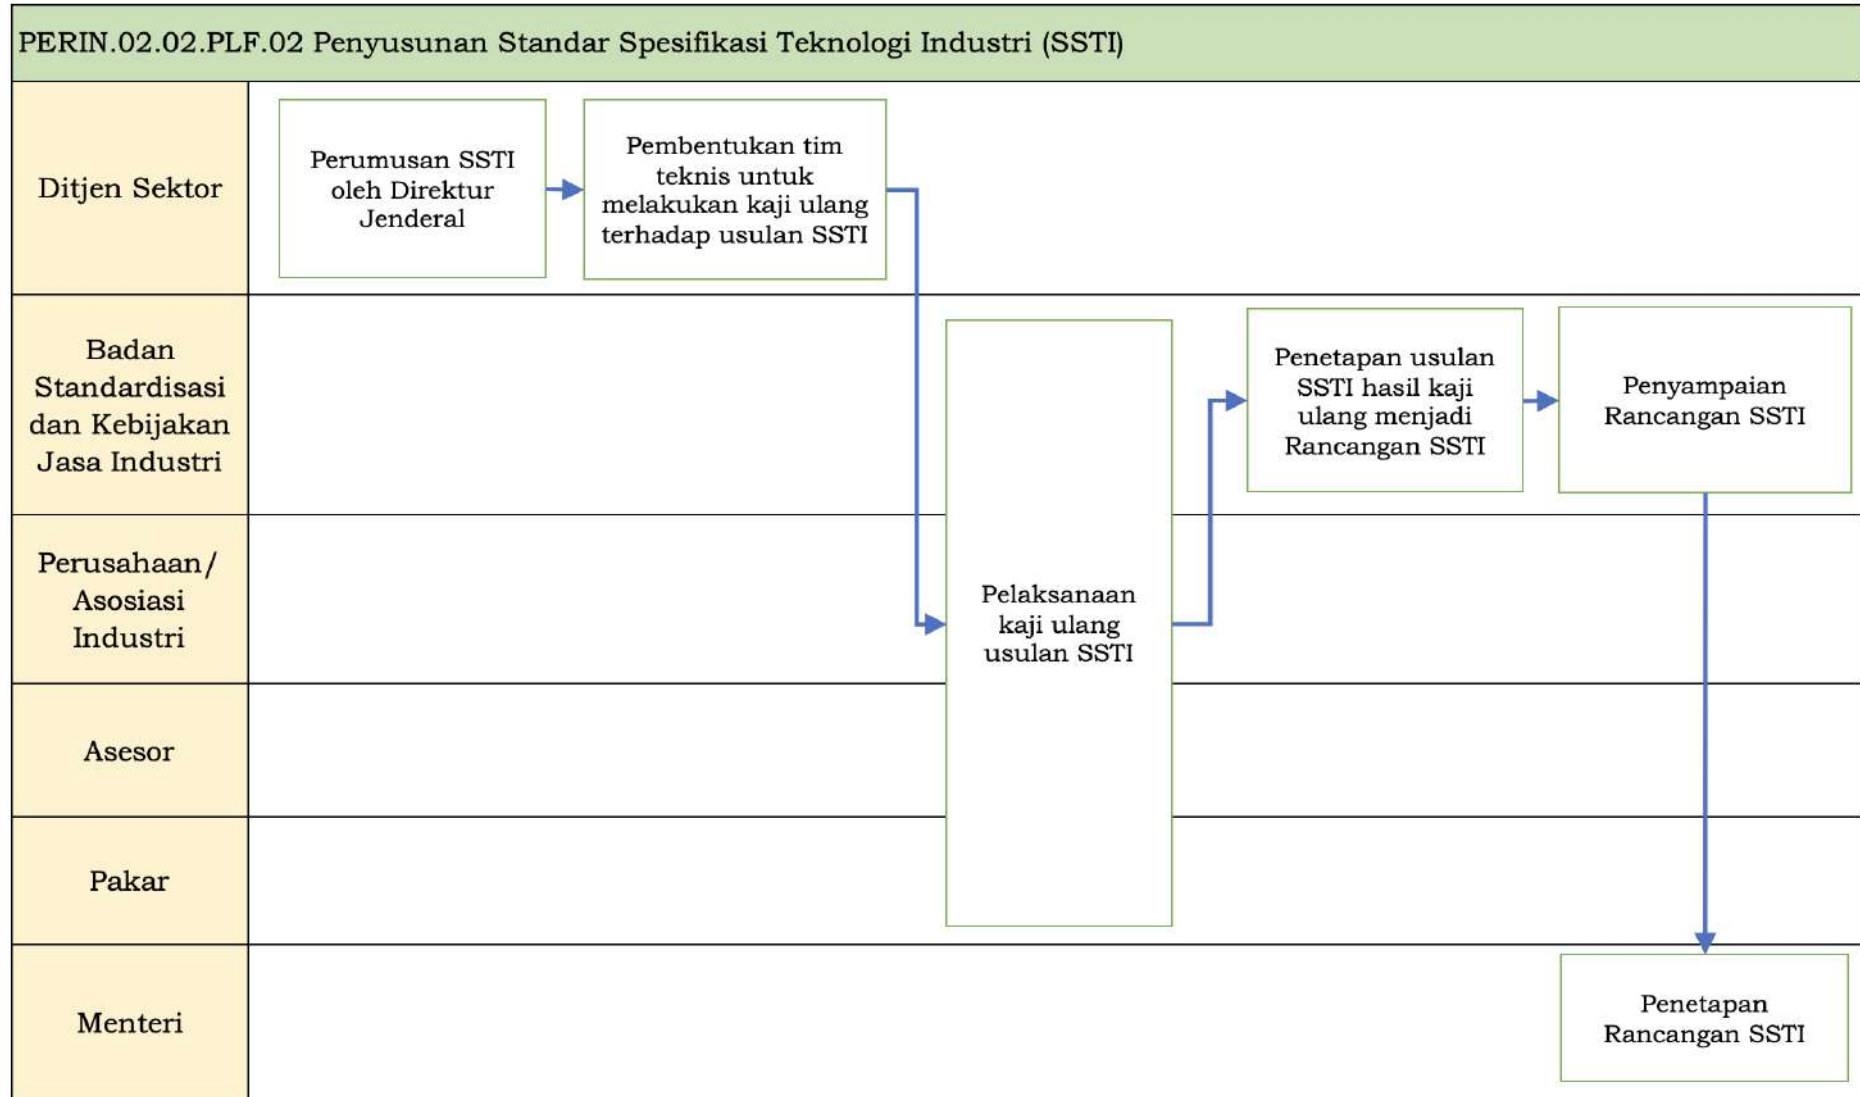 PERIN.02.02.PLF.02 Penyusunan Standar Spesifikasi Teknologi Industri (SSTI)
Ditjen Sektor
Perumusan SSTI
oleh Direktur
Jenderal
Pembentukan tim
teknis untuk
melakukan kaji ulang
terhadap usulan SSTI
Badan
Standardisasi
dan Kebijakan
Jasa Industri
Penetapan usulan
SSTI hasil kaji
ulang menjadi
Rancangan SSTI
Penyampaian
Rancangan SSTI
Perusahaan/
Asosiasi
Industri
Pelaksanaan
kaji ulang
usulan SSTI
Asesor
Pakar
Menteri
Penetapan
Rancangan SSTI